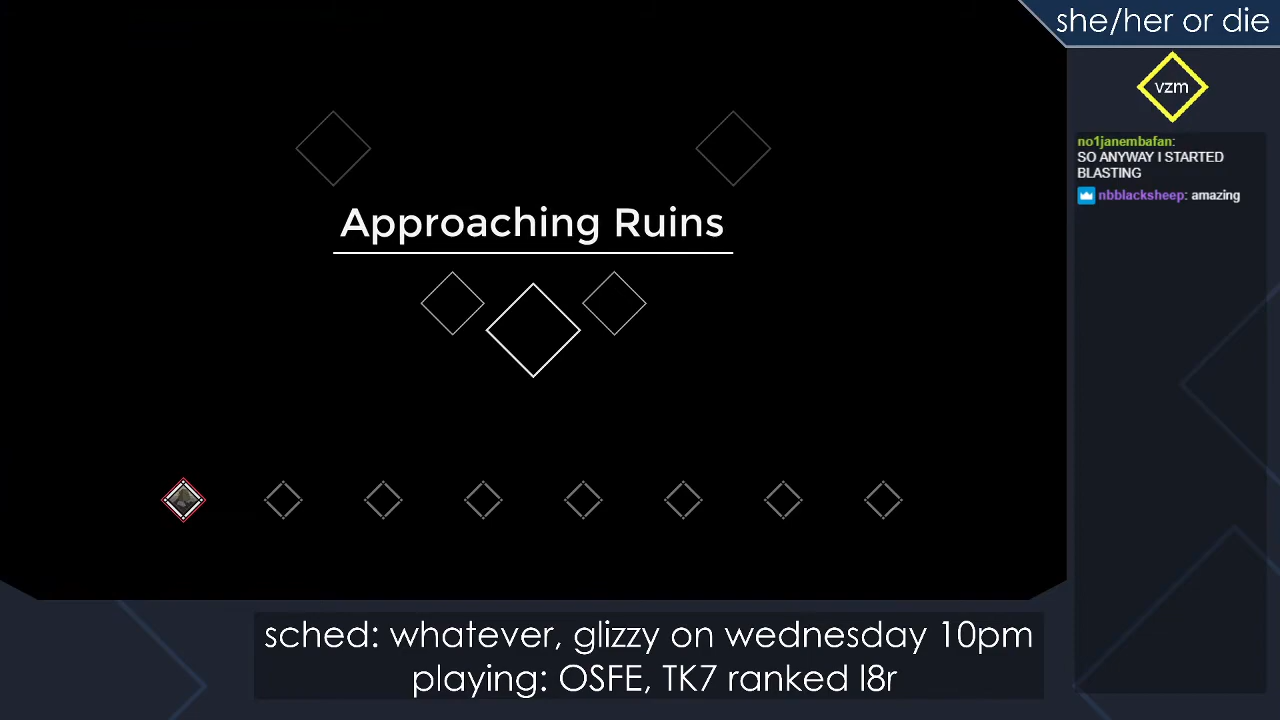 she/her or die
vzm
no1janembafan:
SO ANYWAY I STARTED
BLASTING
nbblacksheep: amazing
Approaching Ruins
sched: whatever, glizzy on wednesday 10pm
playing: OSFE, TK7 ranked l8r